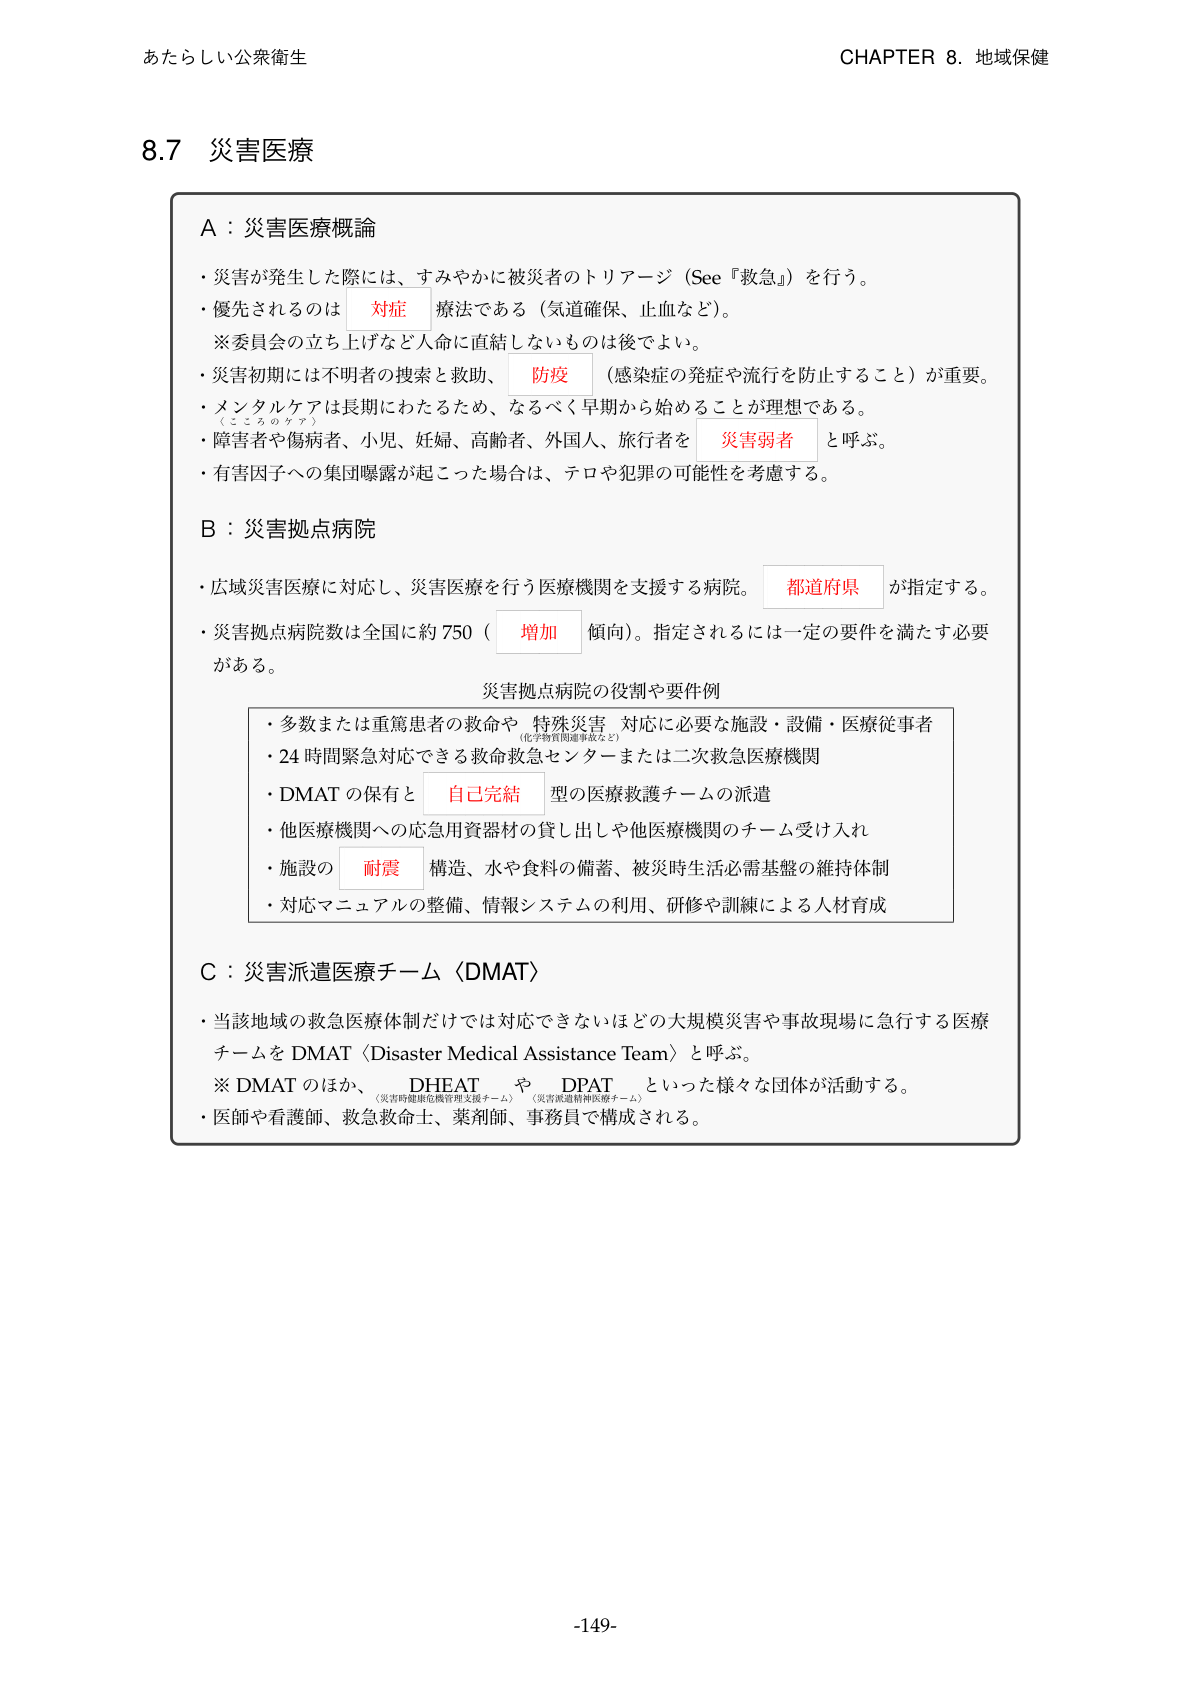 あたらしい公衆衛生
CHAPTER 8. 地域保健
8.7 災害医療
A：災害医療概論
・災害が発生した際には、すみやかに被災者のトリアージ（See『救急』）を行う。
・優先されるのは 対症 療法である（気道確保、止血など）。
※委員会の立ち上げなど人命に直結しないものは後でよい。
・災害初期には不明者の捜索と救助、 防疫 （感染症の発症や流行を防止すること）が重要。
・メンタルケアは長期にわたるため、なるべく早期から始めることが理想である。
〈こころのケア〉
・障害者や傷病者、小児、妊婦、高齢者、外国人、旅行者を 災害弱者 と呼ぶ。
・有害因子への集団曝露が起こった場合は、テロや犯罪の可能性を考慮する。
B：災害拠点病院
・広域災害医療に対応し、災害医療を行う医療機関を支援する病院。 都道府県 が指定する。
・災害拠点病院数は全国に約 750（ 増加 傾向）。指定されるには一定の要件を満たす必要
がある。
災害拠点病院の役割や要件例
・多数または重篤患者の救命や 特殊災害 対応に必要な施設・設備・医療従事者
（化学物質関連事故など）
・24 時間緊急対応できる救命救急センターまたは二次救急医療機関
・DMAT の保有と 自己完結 型の医療救護チームの派遣
・他医療機関への応急用資器材の貸し出しや他医療機関のチーム受け入れ
・施設の 耐震 構造、水や食料の備蓄、被災時生活必需基盤の維持体制
・対応マニュアルの整備、情報システムの利用、研修や訓練による人材育成
C：災害派遣医療チーム〈DMAT〉
・当該地域の救急医療体制だけでは対応できないほどの大規模災害や事故現場に急行する医療
チームを DMAT〈Disaster Medical Assistance Team〉と呼ぶ。
※ DMAT のほか、 DHEAT や DPAT といった様々な団体が活動する。
〈災害時健康危機管理支援チーム〉 〈災害派遣精神医療チーム〉
・医師や看護師、救急救命士、薬剤師、事務員で構成される。
-149-